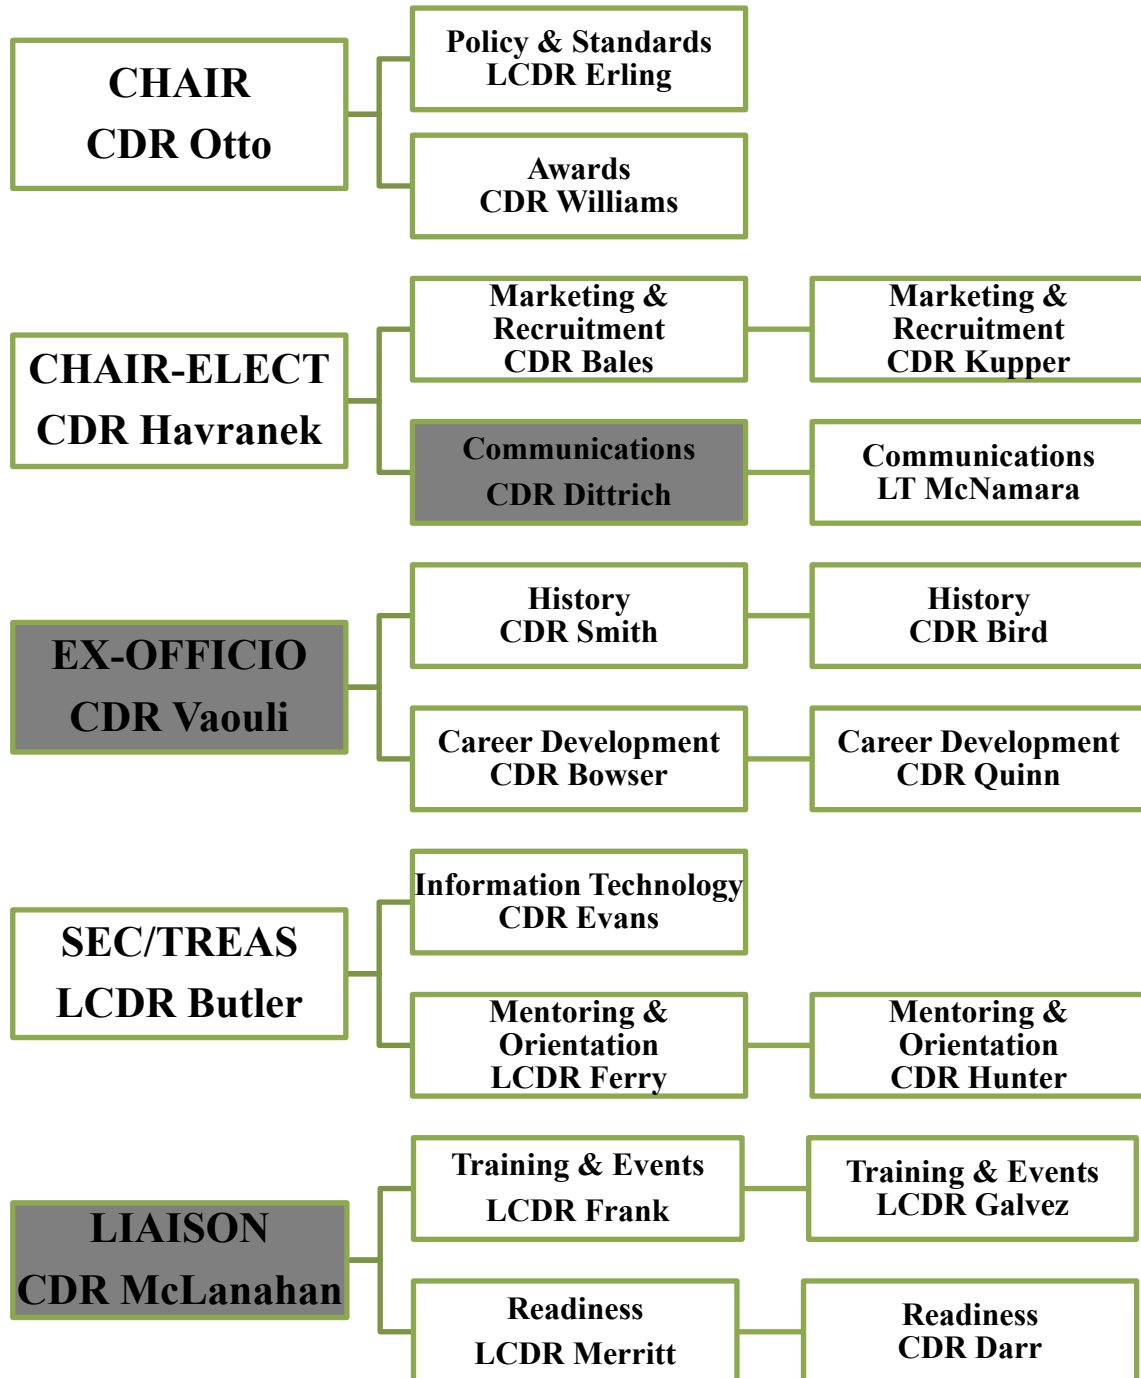 CHAIR
CDR Otto
Policy & Standards
LCDR Erling
Awards
CDR Williams
CHAIR-ELECT
CDR Havranek
Marketing &
Recruitment
CDR Bales
Marketing &
Recruitment
CDR Kupper
Communications
CDR Dittrich
Communications
LT McNamara
EX-OFFICIO
CDR Vaouli
History
CDR Smith
History
CDR Bird
Career Development
CDR Bowser
Career Development
CDR Quinn
SEC/TREAS
LCDR Butler
Information Technology
CDR Evans
Mentoring &
Orientation
LCDR Ferry
Mentoring &
Orientation
CDR Hunter
LIAISON
CDR McLanahan
Training & Events
LCDR Frank
Training & Events
LCDR Galvez
Readiness
LCDR Merritt
Readiness
CDR Darr